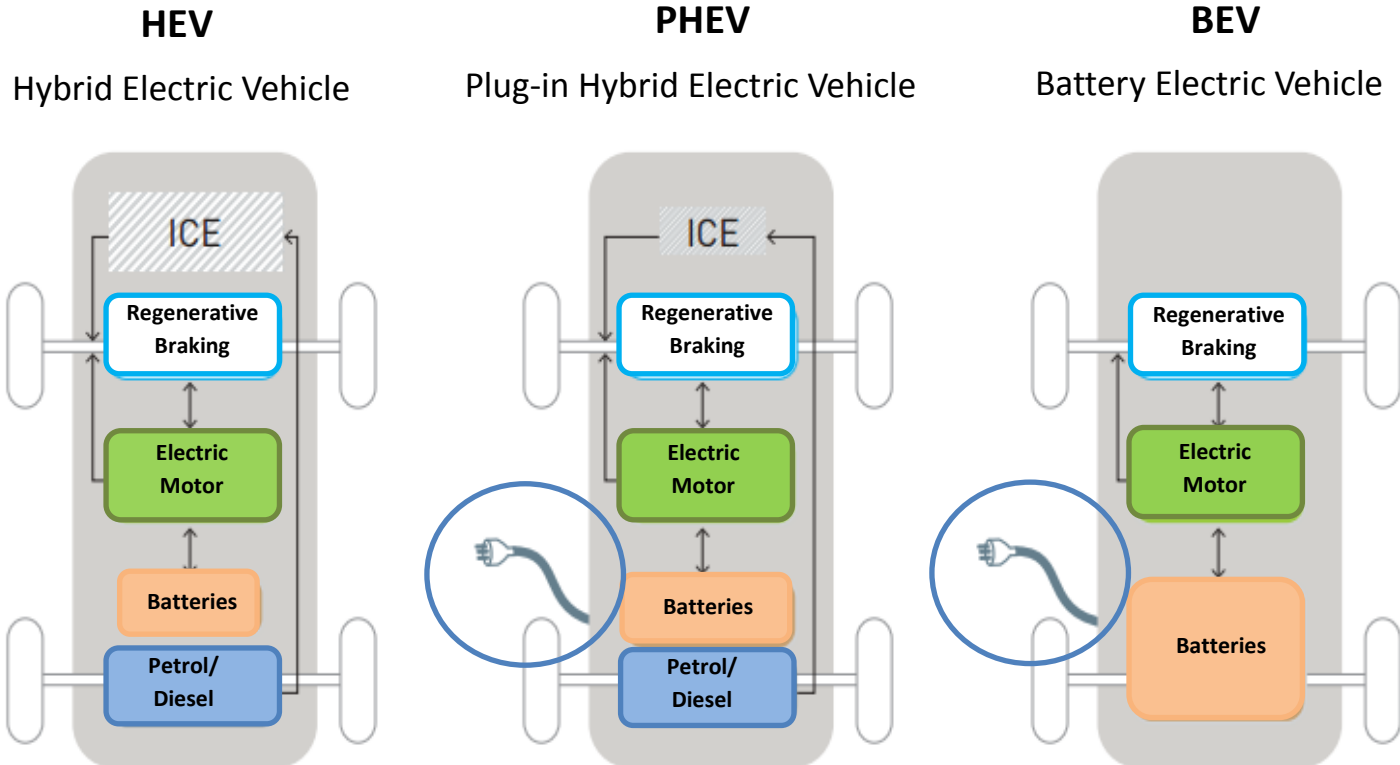 HEV
Hybrid Electric Vehicle
ICE
Regenerative
Braking
Electric
Motor
Batteries
Petrol/
Diesel
PHEV
Plug-in Hybrid Electric Vehicle
ICE
Regenerative
Braking
Electric
Motor
Batteries
Petrol/
Diesel
BEV
Battery Electric Vehicle
Regenerative
Braking
Electric
Motor
Batteries